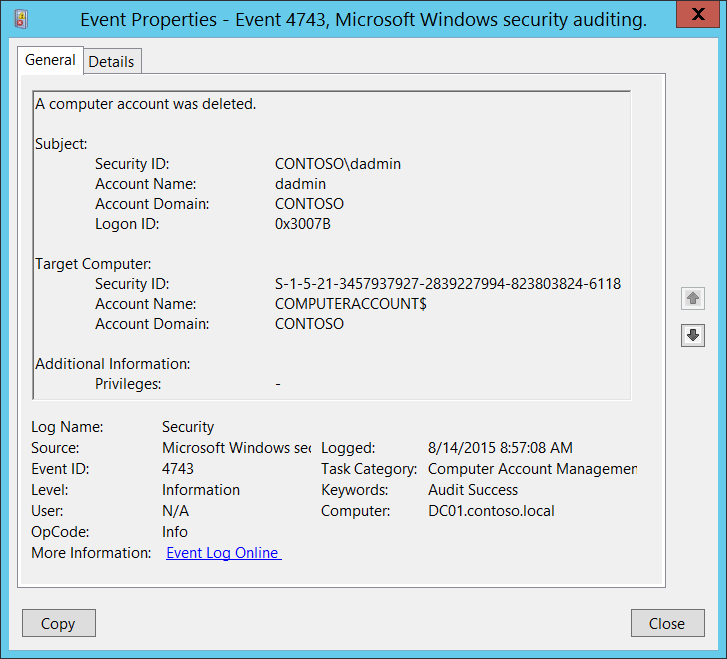 Event Properties - Event 4743, Microsoft Windows security auditing.
X
General Details
A computer account was deleted.
Subject:
Security ID: CONTOSO\dadmin
Account Name: dadmin
Account Domain: CONTOSO
Logon ID: 0x3007B
Target Computer:
Security ID: S-1-5-21-3457937927-2839227994-823803824-6118
Account Name: COMPUTERACCOUNT$
Account Domain: CONTOSO
Additional Information:
Privileges: -
Log Name: Security
Source: Microsoft Windows sec Logged: 8/14/2015 8:57:08 AM
Event ID: 4743 Task Category: Computer Account Managemen
Level: Information Keywords: Audit Success
User: N/A Computer: DC01.contoso.local
OpCode: Info
More Information: Event Log Online
Copy Close